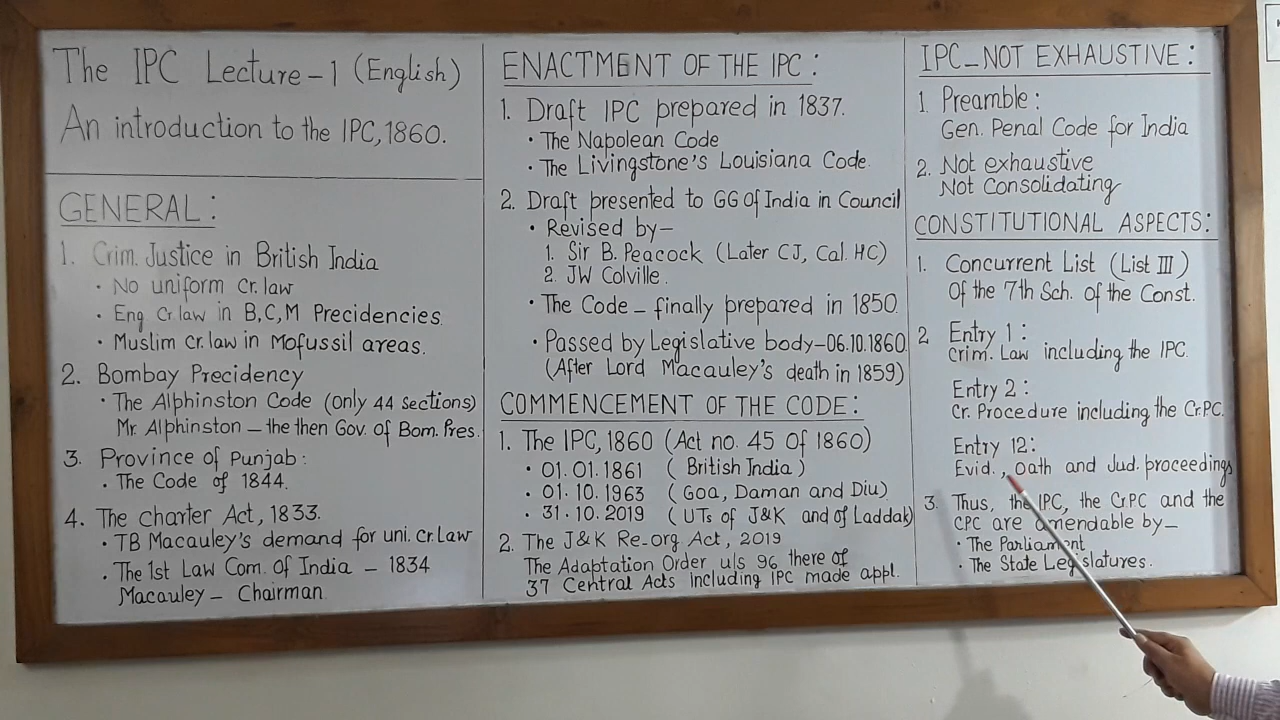 The IPC Lecture-1 (English)
An introduction to the IPC, 1860.
GENERAL:
1. Crim. Justice in British India
• No uniform Cr. law
• Eng. Cr. law in B,C,M Precidencies.
• Muslim cr. law in Mofussil areas.
2. Bombay Precidency
• The Alphinston Code (only 44 sections)
Mr. Alphinston - the then Gov. of Bom. Pres.
3. Province of Punjab:
• The Code of 1844.
4. The charter Act, 1833.
• TB Macauley's demand for uni. cr. Law
• The 1st Law Com. of India - 1834
Macauley - Chairman.
ENACTMENT OF THE IPC:
1. Draft IPC prepared in 1837.
• The Napolean Code
• The Livingstone's Louisiana Code.
2. Draft presented to GG of India in Council
• Revised by-
1. Sir B. Peacock (Later CJ, Cal. HC)
2. JW Colville.
• The Code - finally prepared in 1850.
• Passed by Legislative body-06.10.1860
(After Lord Macauley's death in 1859)
COMMENCEMENT OF THE CODE:
1. The IPC, 1860 (Act no. 45 of 1860)
• 01.01.1861 (British India)
• 01.10.1963 (Goa, Daman and Diu)
• 31.10.2019 (UTs of J&K and of Laddak)
2. The J&K Re-org Act, 2019
The Adaptation Order u/s 96 there of
37 Central Acts including IPC made appl.
IPC-NOT EXHAUSTIVE:
1. Preamble:
Gen. Penal Code for India
2. Not exhaustive
Not Consolidating
CONSTITUTIONAL ASPECTS:
1. Concurrent List (List III)
Of the 7th Sch. of the Const.
2 Entry 1:
Crim. Law including the IPC.
Entry 2:
Cr. Procedure including the CrPC.
Entry 12:
Evid., Oath and Jud. proceedings
3. Thus, the IPC, the CrPC and the
CPC are amendable by-
• The Parliament
• The State Legislatures.